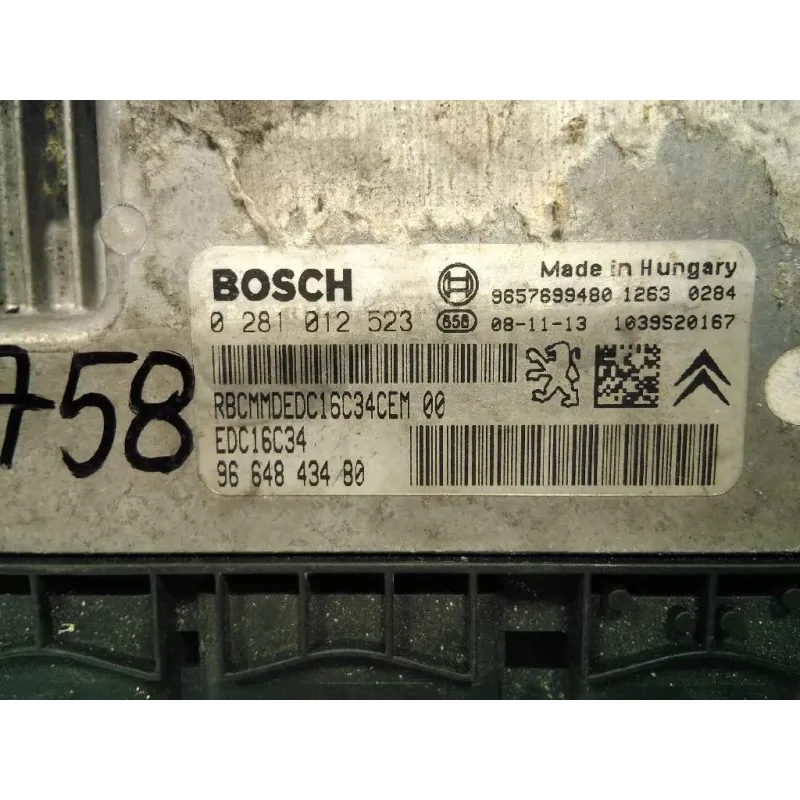 BOSCH
Made in Hungary
9657699480 1263 0284
0 281 012 523 656 08-11-13 1039S20167
RBCMMDEDC16C34CEM 00
EDC16C34
96 648 434 80
758